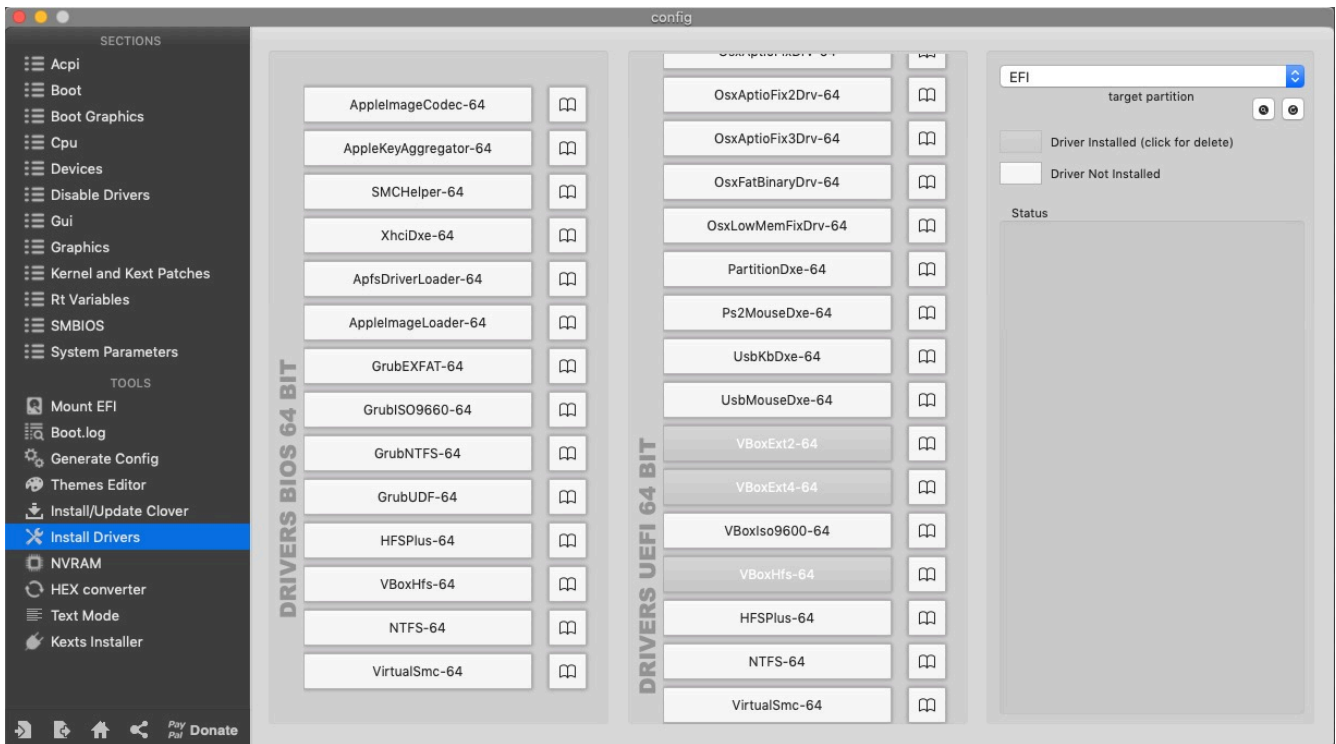 config
SECTIONS
Acpi
Boot
Boot Graphics
Cpu
Devices
Disable Drivers
Gui
Graphics
Kernel and Kext Patches
Rt Variables
SMBIOS
System Parameters
TOOLS
Mount EFI
Boot.log
Generate Config
Themes Editor
Install/Update Clover
Install Drivers
NVRAM
HEX converter
Text Mode
Kexts Installer
Pay
Pal
Donate
DRIVERS BIOS 64 BIT
AppleImageCodec-64
AppleKeyAggregator-64
SMCHelper-64
XhciDxe-64
ApfsDriverLoader-64
AppleImageLoader-64
GrubEXFAT-64
GrubISO9660-64
GrubNTFS-64
GrubUDF-64
HFSPlus-64
VBoxHfs-64
NTFS-64
VirtualSmc-64
DRIVERS UEFI 64 BIT
OsxAptioFix2Drv-64
OsxAptioFix3Drv-64
OsxFatBinaryDrv-64
OsxLowMemFixDrv-64
PartitionDxe-64
Ps2MouseDxe-64
UsbKbDxe-64
UsbMouseDxe-64
VBoxExt2-64
VBoxExt4-64
VBoxIso9600-64
VBoxHfs-64
HFSPlus-64
NTFS-64
VirtualSmc-64
EFI
target partition
Driver Installed (click for delete)
Driver Not Installed
Status